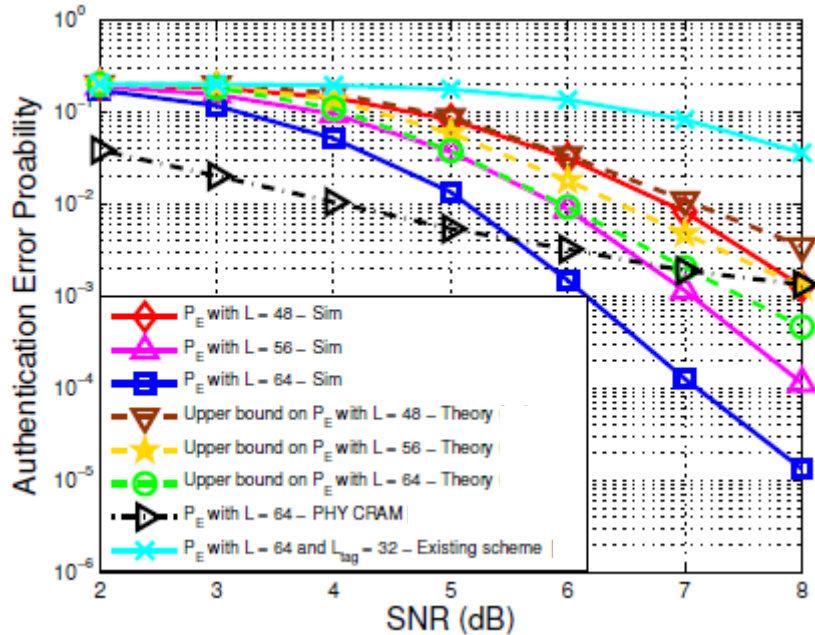 Authentication Error Proability
10^0
10^-1
10^-2
10^-3
10^-4
10^-5
10^-6
P_E with L = 48 – Sim
P_E with L = 56 – Sim
P_E with L = 64 – Sim
Upper bound on P_E with L = 48 – Theory (
Upper bound on P_E with L = 56 – Theory (
Upper bound on P_E with L = 64 – Theory (
P_E with L = 64 – PHY CRAM
P_E with L = 64 and L_tag = 32 – Existing scheme
2 3 4 5 6 7 8
SNR (dB)